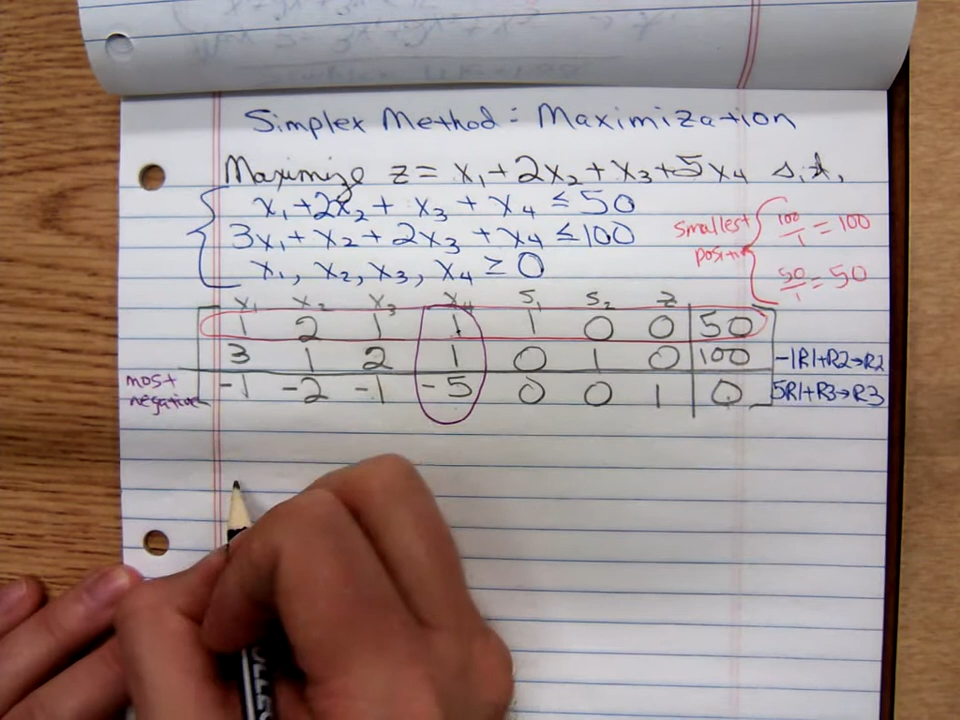 Simplex Method: Maximization
Maximize z = x₁+2x₂+x₃+5x₄ s.t.
x₁+2x₂+ x₃ + x₄ ≤50
3x₁+x₂+2x₃ +x₄ ≤100
x₁, x₂, x₃, x₄ ≥ 0
smallest positive
100/1 = 100
50/1 = 50
x₁ x₂ x₃ x₄ s₁ s₂ z
1 2 1 1 1 0 0 50
3 1 2 1 0 1 0 100 -1R1+R2→R2
most negative
-1 -2 -1 -5 0 0 1 0 5R1+R3→R3